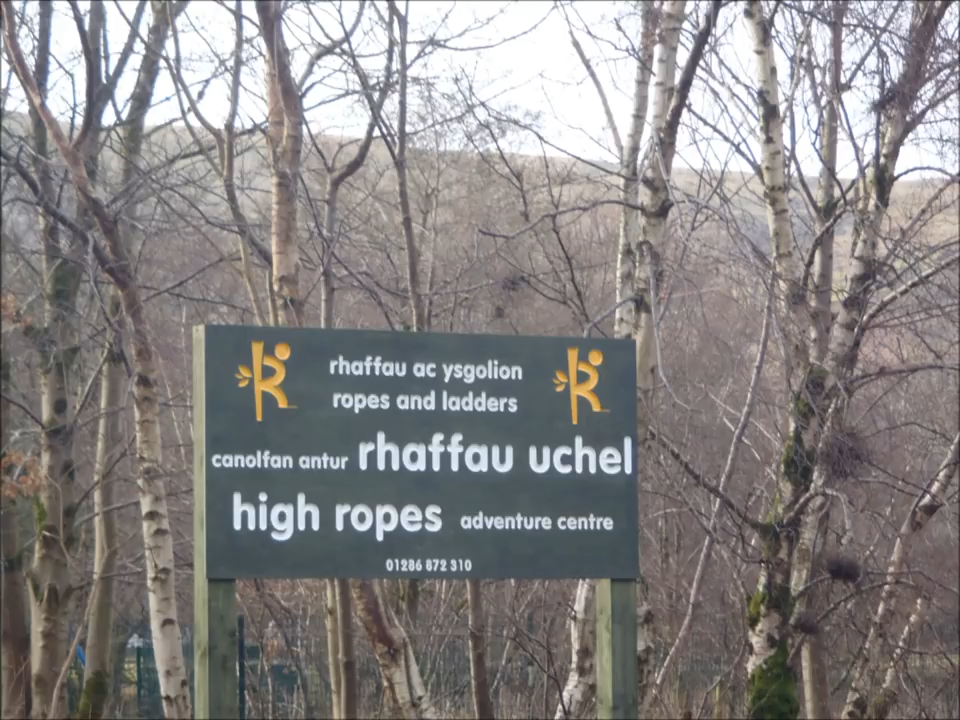 rhaffau ac ysgolion
ropes and ladders
canolfan antur rhaffau uchel
high ropes adventure centre
01286 872 310